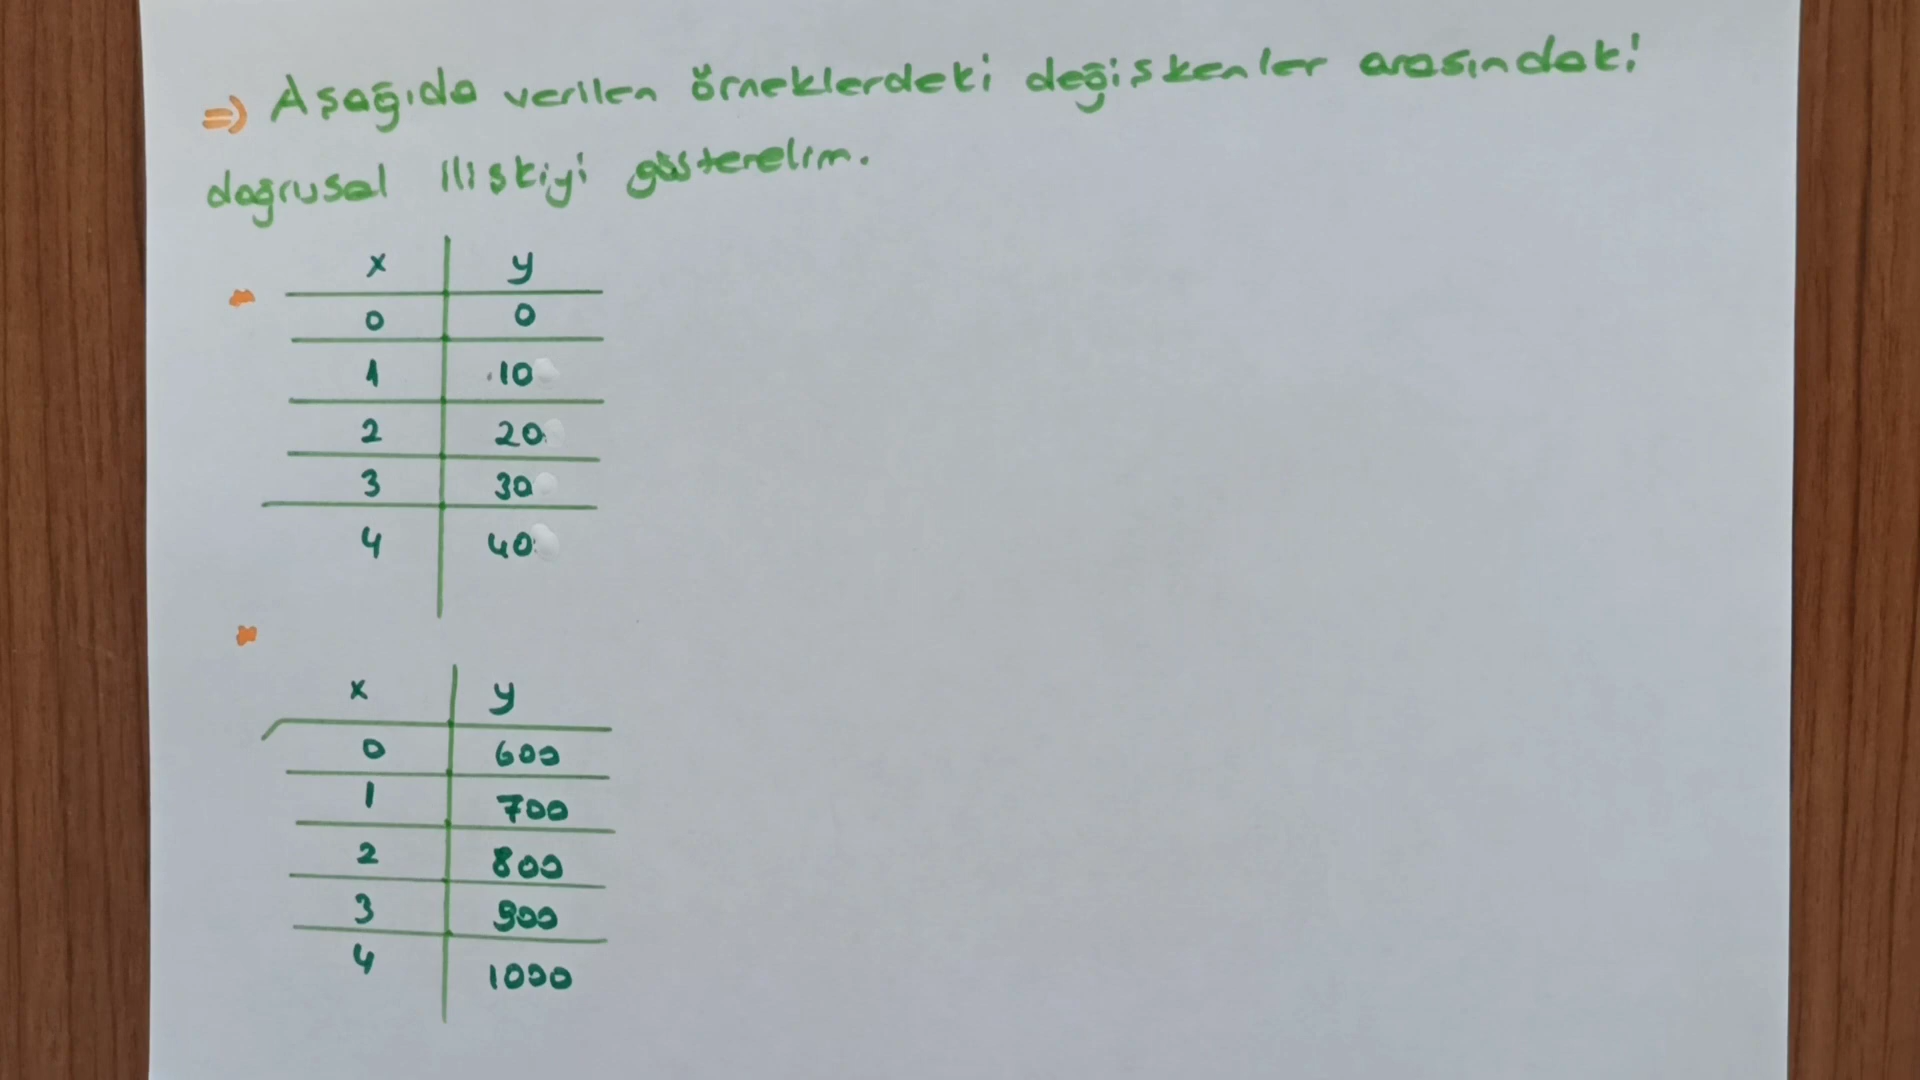 ⇒ Aşağıda verilen örneklerdeki değişkenler arasındaki
doğrusal ilişkiyi gösterelim.
x y
0 0
1 10
2 20
3 30
4 40
x y
0 600
1 700
2 800
3 900
4 1000